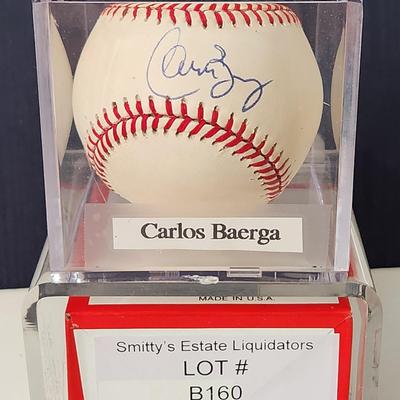 Carlos Baerga
MADE IN U.S.A.
Smitty's Estate Liquidators
LOT #
B160